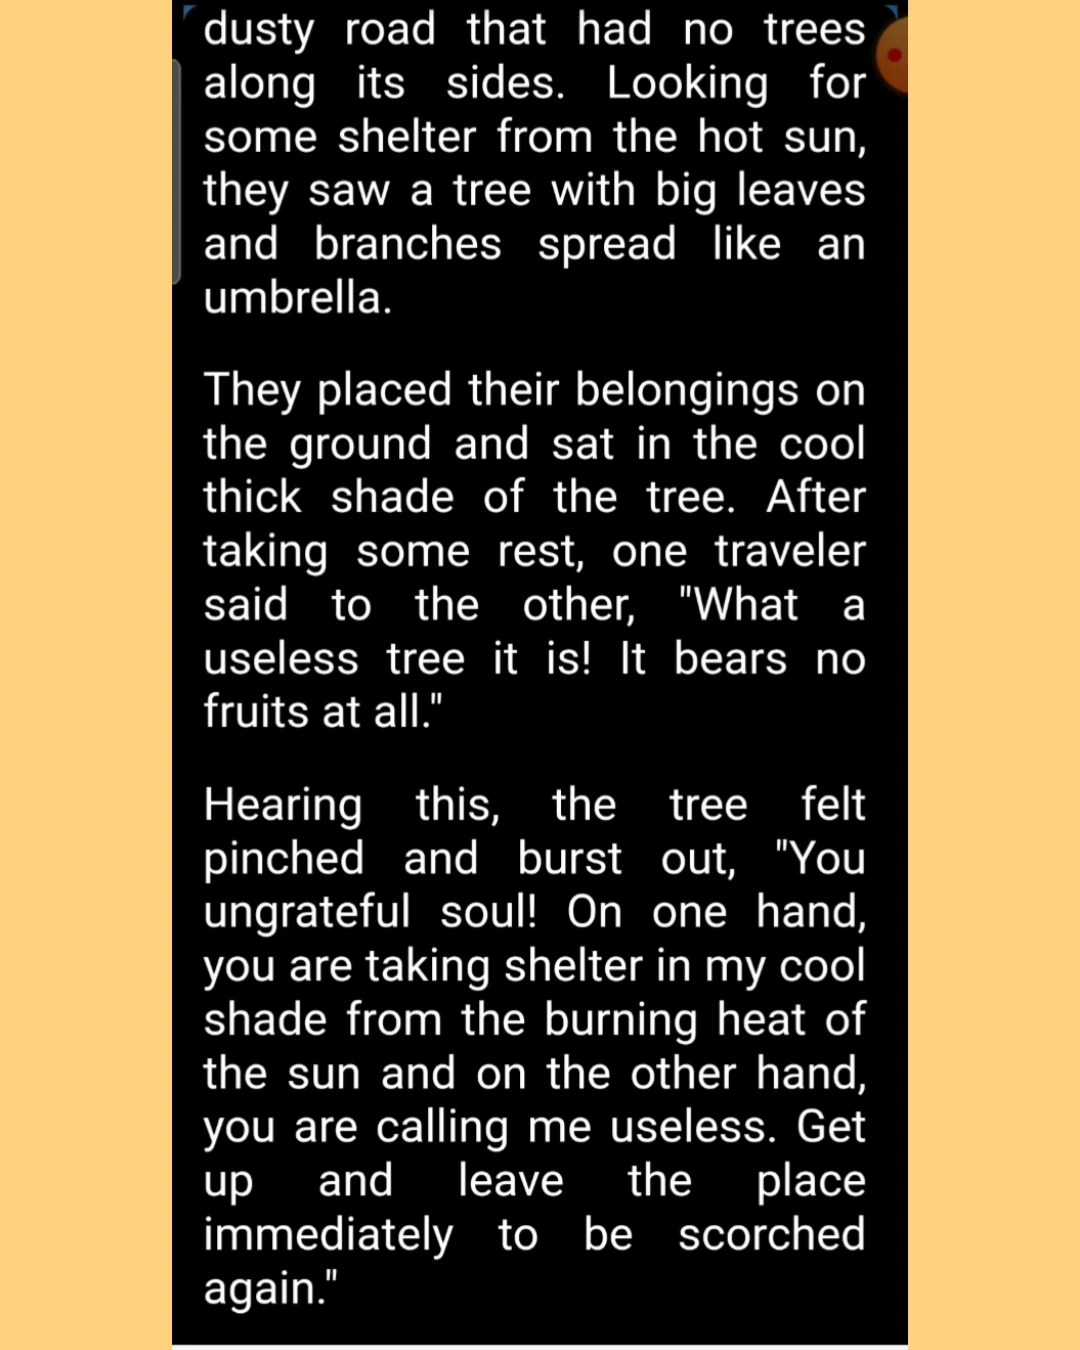 dusty road that had no trees
along its sides. Looking for
some shelter from the hot sun,
they saw a tree with big leaves
and branches spread like an
umbrella.
They placed their belongings on
the ground and sat in the cool
thick shade of the tree. After
taking some rest, one traveler
said to the other, "What a
useless tree it is! It bears no
fruits at all."
Hearing this, the tree felt
pinched and burst out, "You
ungrateful soul! On one hand,
you are taking shelter in my cool
shade from the burning heat of
the sun and on the other hand,
you are calling me useless. Get
up and leave the place
immediately to be scorched
again."